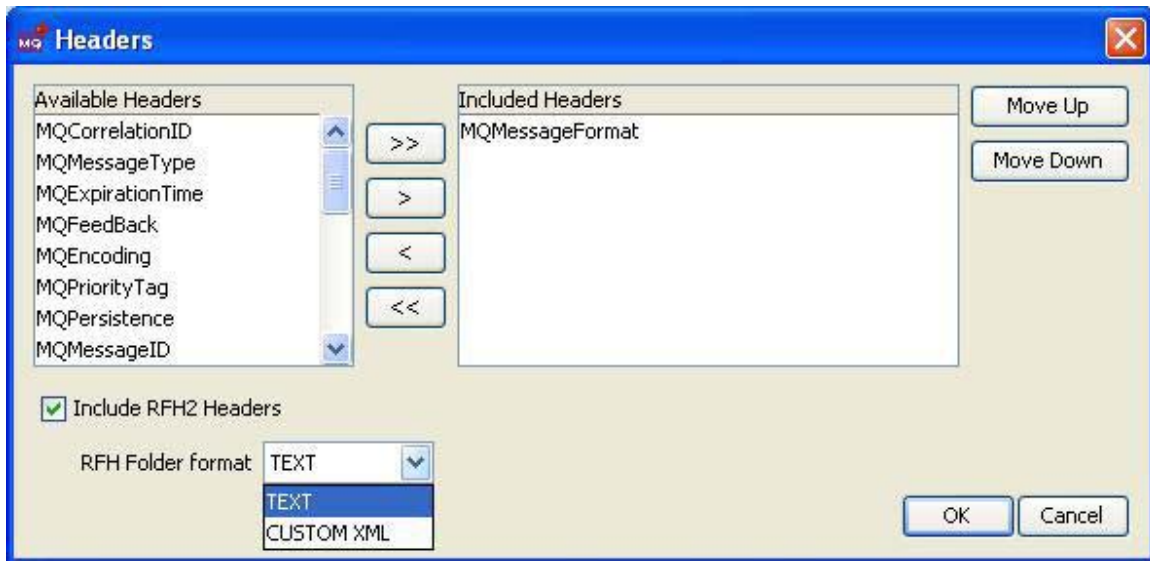 MQ Headers
Available Headers
MQCorrelationID
MQMessageType
MQExpirationTime
MQFeedBack
MQEncoding
MQPriorityTag
MQPersistence
MQMessageID
>>
>
<
<<
Included Headers
MQMessageFormat
Move Up
Move Down
Include RFH2 Headers
RFH Folder format TEXT
TEXT
CUSTOM XML
OK Cancel